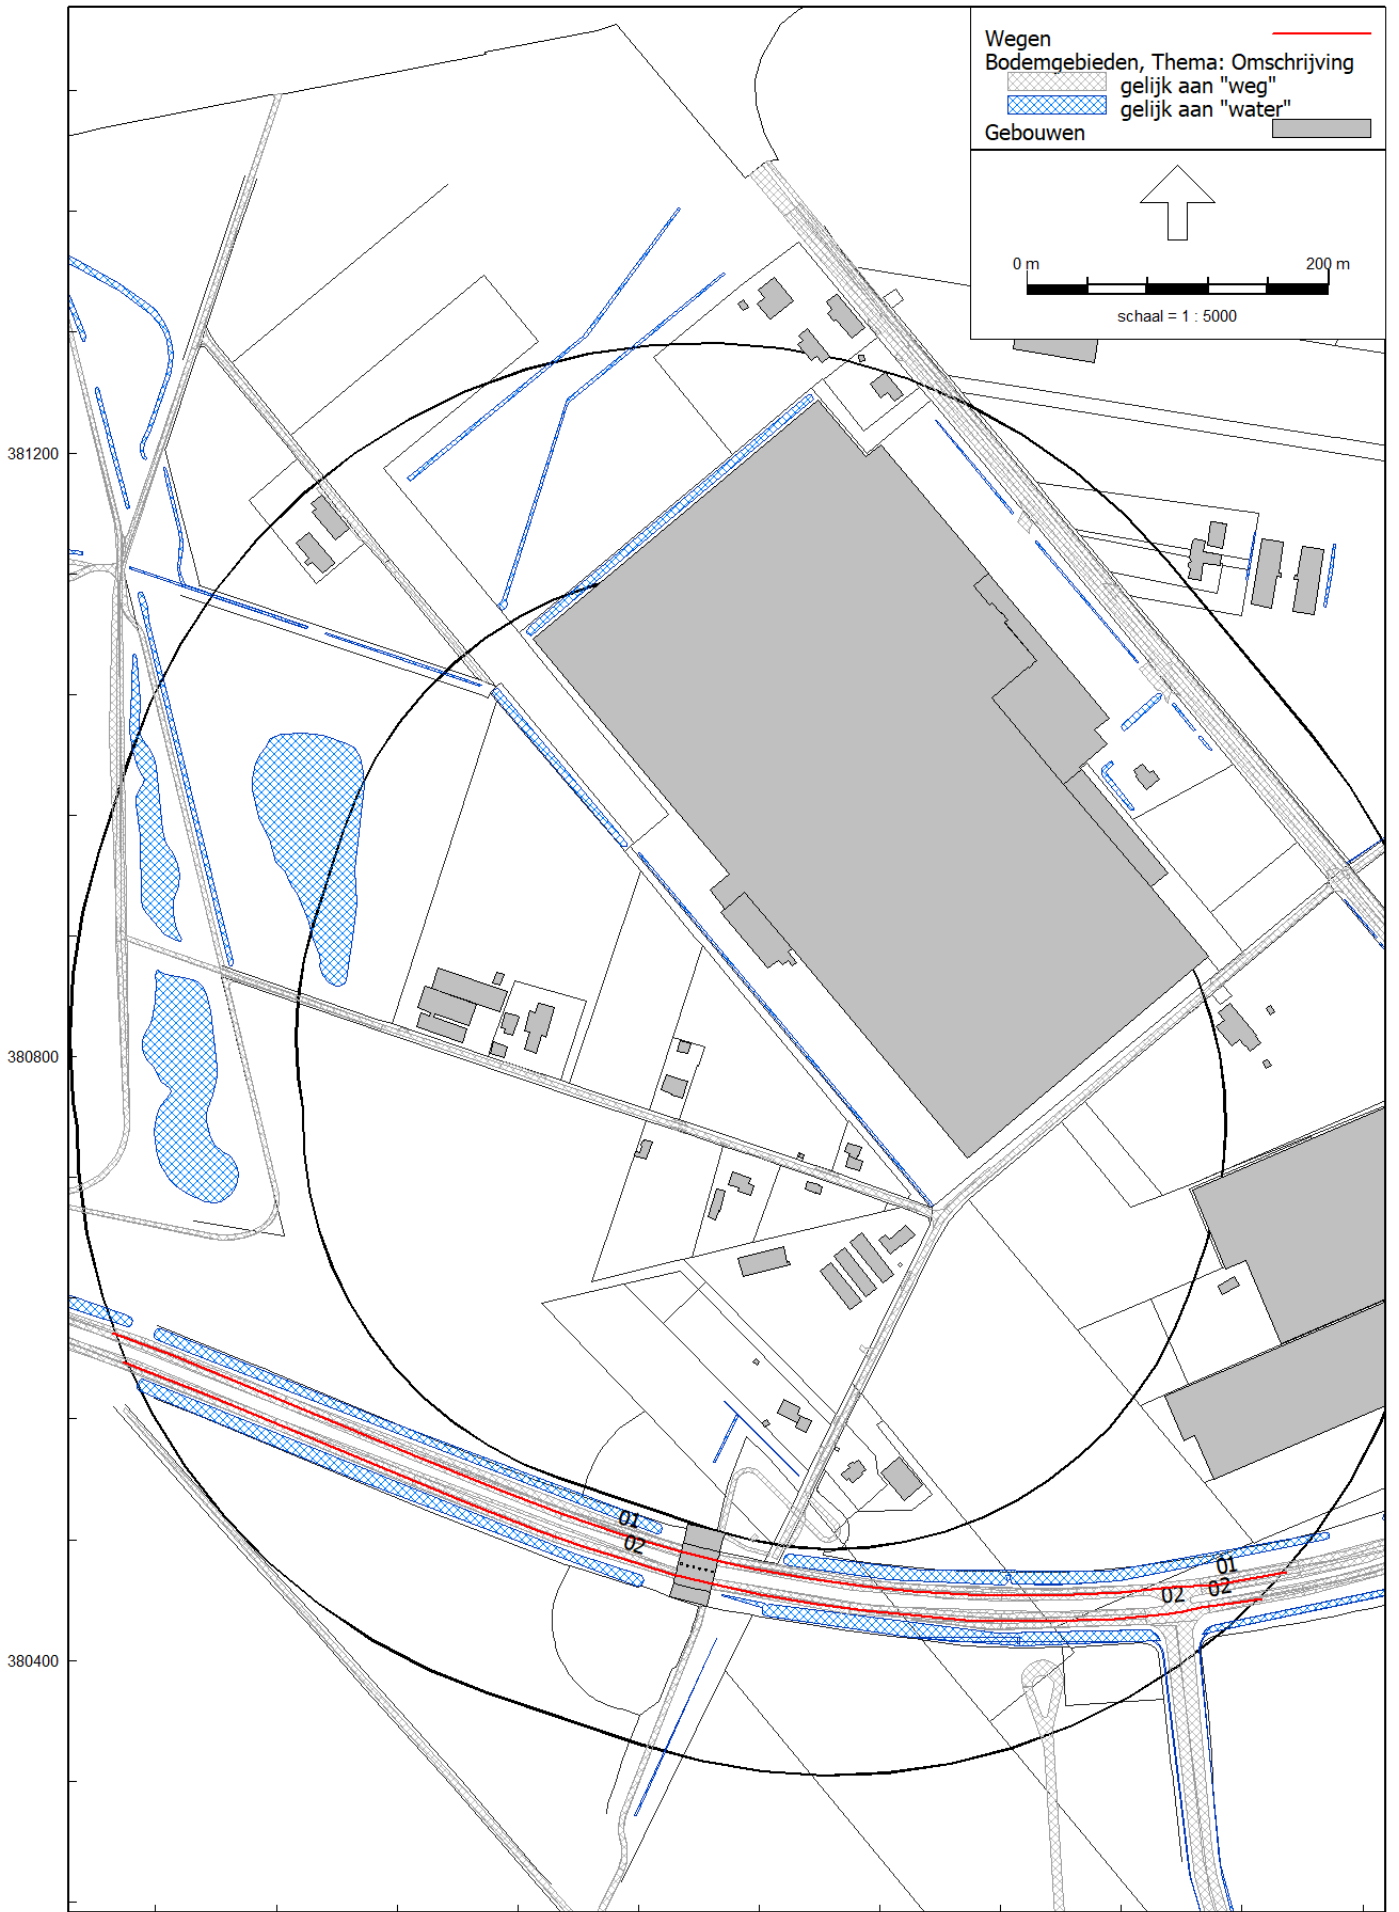 Wegen
Bodemgebieden, Thema: Omschrijving
gelijk aan "weg"
gelijk aan "water"
Gebouwen
0 m 200 m
schaal = 1 : 5000
381200
380800
01
02
01
02 02
380400